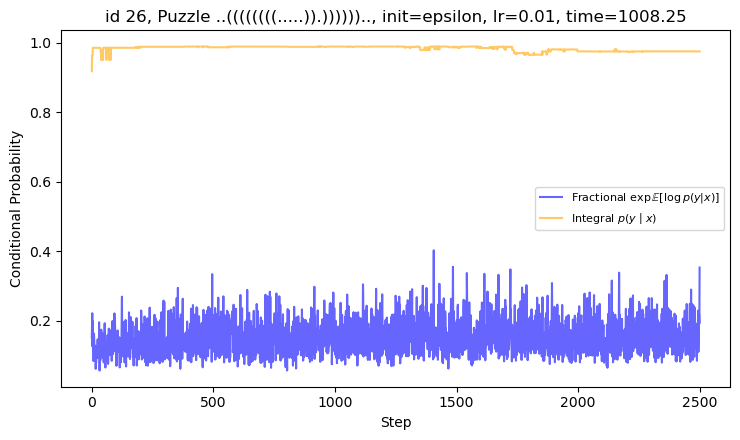 id 26, Puzzle ..((((((((.....)).)))))).., init=epsilon, lr=0.01, time=1008.25
Conditional Probability
1.0
0.8
0.6
0.4
0.2
Fractional exp𝔼[log p(y|x)]
Integral p(y | x)
0
500
1000
1500
2000
2500
Step